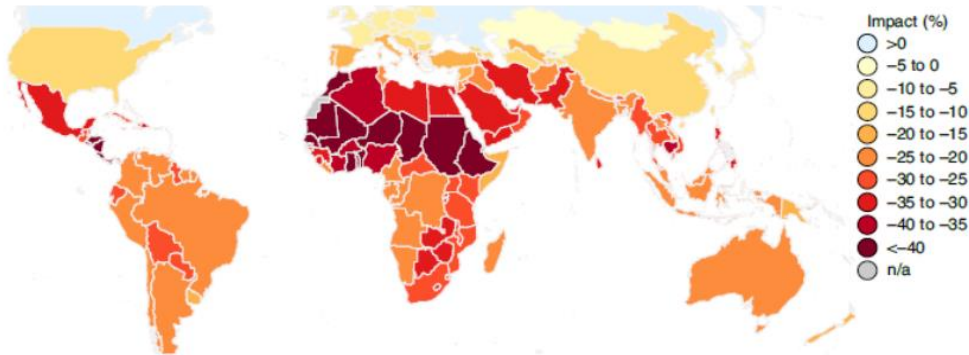 Impact (%)
>0
−5 to 0
−10 to −5
−15 to −10
−20 to −15
−25 to −20
−30 to −25
−35 to −30
−40 to −35
<−40
n/a